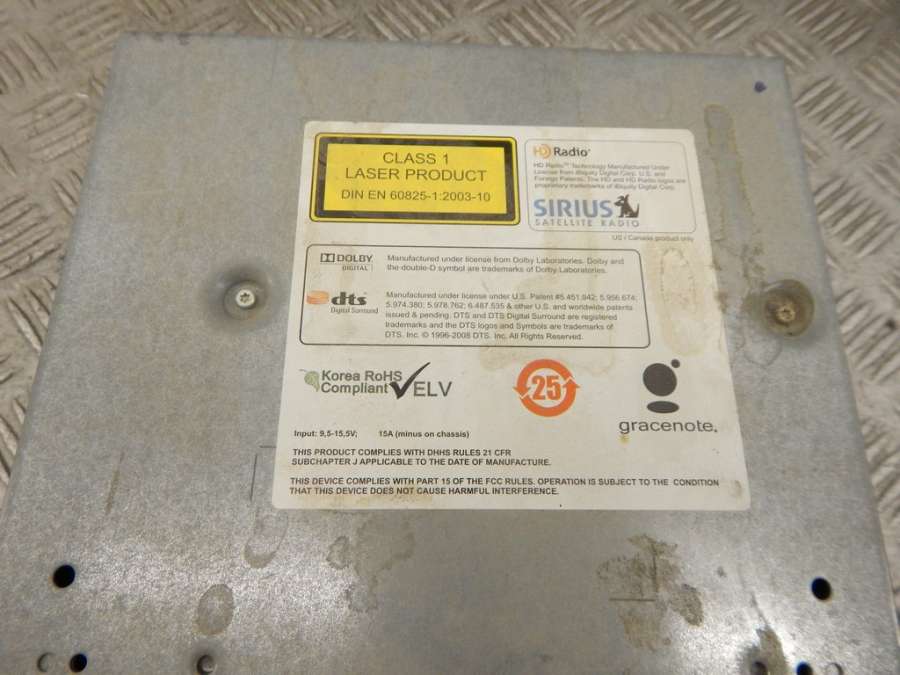 CLASS 1
LASER PRODUCT
DIN EN 60825-1:2003-10
HD Radio
HD Radio™ Technology Manufactured Under
License from iBiquity Digital Corp. U.S. and
Foreign Patents. The HD and HD Radio logos are
proprietary trademarks of iBiquity Digital Corp.
SIRIUS
SATELLITE RADIO
US / Canada product only
DOLBY
DIGITAL
Manufactured under license from Dolby Laboratories. Dolby and
the double-D symbol are trademarks of Dolby Laboratories.
dts
Digital Surround
Manufactured under license under U.S. Patent #5.451.942; 5.956.674;
5.974.380; 5.978.762; 6.487.535 & other U.S. and worldwide patents
issued & pending. DTS and DTS Digital Surround are registered
trademarks and the DTS logos and Symbols are trademarks of
DTS, Inc. © 1996-2008 DTS, Inc. All Rights Reserved.
Korea RoHS
Compliant
ELV
25
gracenote.
Input: 9,5-15,5V; 15A (minus on chassis)
THIS PRODUCT COMPLIES WITH DHHS RULES 21 CFR
SUBCHAPTER J APPLICABLE TO THE DATE OF MANUFACTURE.
THIS DEVICE COMPLIES WITH PART 15 OF THE FCC RULES. OPERATION IS SUBJECT TO THE CONDITION
THAT THIS DEVICE DOES NOT CAUSE HARMFUL INTERFERENCE.